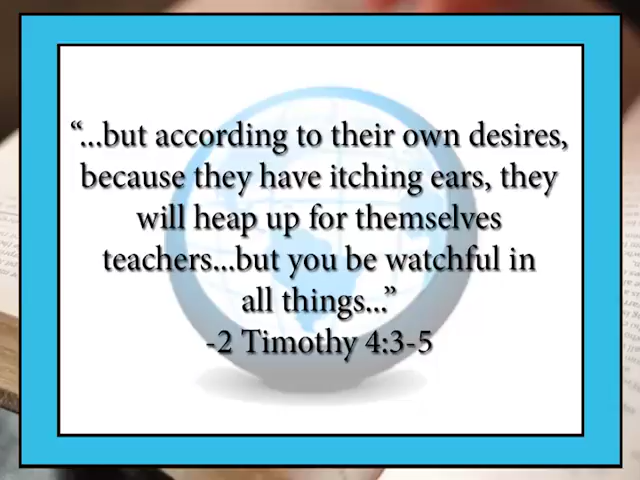 “...but according to their own desires,
because they have itching ears, they
will heap up for themselves
teachers...but you be watchful in
all things...”
-2 Timothy 4:3-5